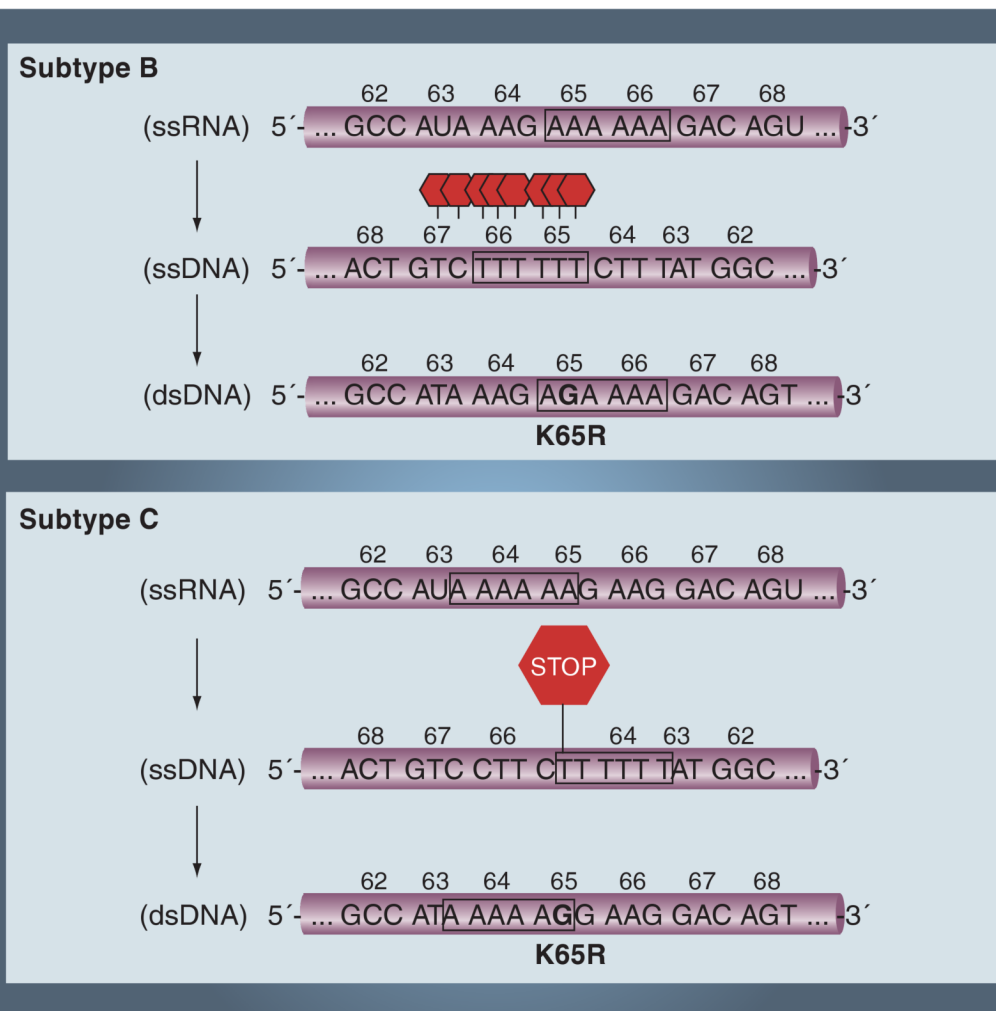 Subtype B
62 63 64 65 66 67 68
(ssRNA) 5´- ... GCC AUA AAG AAA AAA GAC AGU ... -3´
68 67 66 65 64 63 62
(ssDNA) 5´- ... ACT GTC TTT TTT CTT TAT GGC ... -3´
62 63 64 65 66 67 68
(dsDNA) 5´- ... GCC ATA AAG AGA AAA GAC AGT ... -3´
K65R
Subtype C
62 63 64 65 66 67 68
(ssRNA) 5´- ... GCC AUA AAA AAG AAG GAC AGU ... -3´
STOP
68 67 66 64 63 62
(ssDNA) 5´- ... ACT GTC CTT CTT TTT TAT GGC ... -3´
62 63 64 65 66 67 68
(dsDNA) 5´- ... GCC ATA AAA AGG AAG GAC AGT ... -3´
K65R